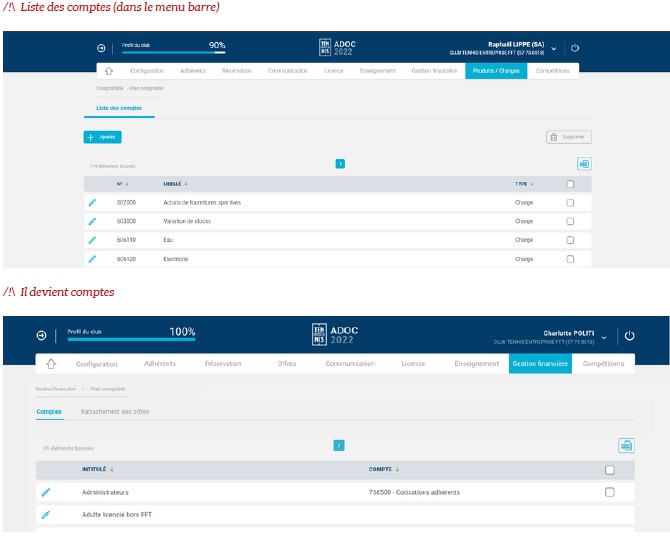 /!\ Liste des comptes (dans le menu barre)
Profil du club 90% TEN NIS ADOC 2022 Raphaël LIPPE (SA)
CLUB TENNIS ENTREPRISE FFT (57 75 0013)
Configuration Adhérents Réservation Communication Licence Enseignement Gestion financière Produits / Charges Compétitions
Comptabilité - Plan comptable
Liste des comptes
+ Ajouter Supprimer
éléments trouvés 1
N° LIBELLÉ TYPE
602000 Achats de fournitures sportives Charge
603000 Variation de stocks Charge
606110 Eau Charge
606120 Electricité Charge
/!\ Il devient comptes
Profil du club 100% TEN NIS ADOC 2022 Charlotte POLITI
CLUB TENNIS ENTREPRISE FFT (57 75 0013)
Configuration Adhérents Réservation Offres Communication Licence Enseignement Gestion financière Compétitions
Gestion financière > Plan comptable
Comptes Rattachement des offres
éléments trouvés 1
INTITULÉ COMPTE
Administrateurs 756500 - Cotisations adhérents
Adulte licencié hors FFT